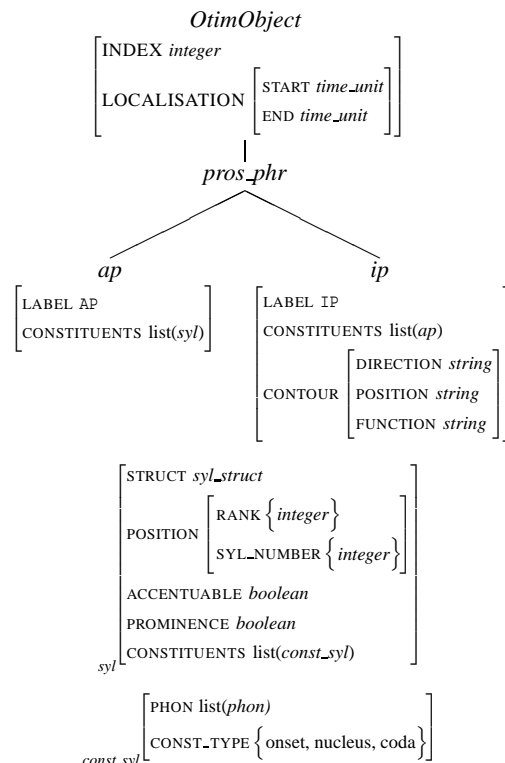 OtimObject
INDEX integer
LOCALISATION
START time_unit
END time_unit
pros_phr
ap
LABEL AP
CONSTITUENTS list(syl)
ip
LABEL IP
CONSTITUENTS list(ap)
CONTOUR
DIRECTION string
POSITION string
FUNCTION string
STRUCT syl_struct
POSITION
RANK {integer}
SYL_NUMBER {integer}
ACCENTUABLE boolean
PROMINENCE boolean
CONSTITUENTS list(const_syl)
syl
PHON list(phon)
CONST_TYPE {onset, nucleus, coda}
const_syl